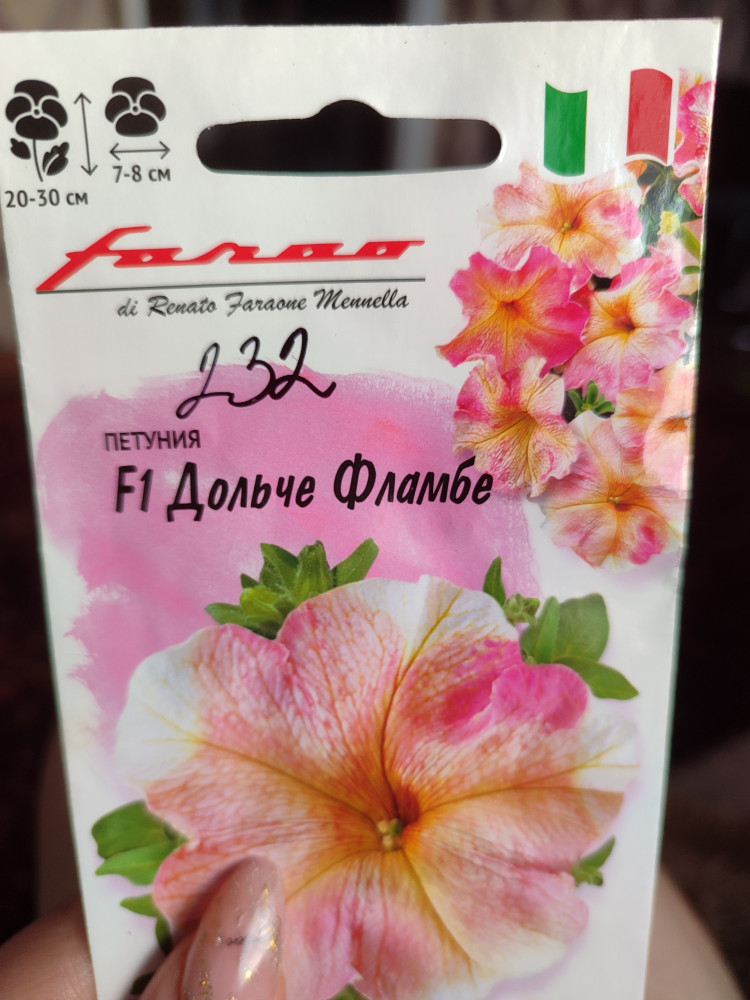 20-30 см
7-8 см
farao
di Renato Faraone Mennella
232
ПЕТУНИЯ
F1 Дольче Фламбе